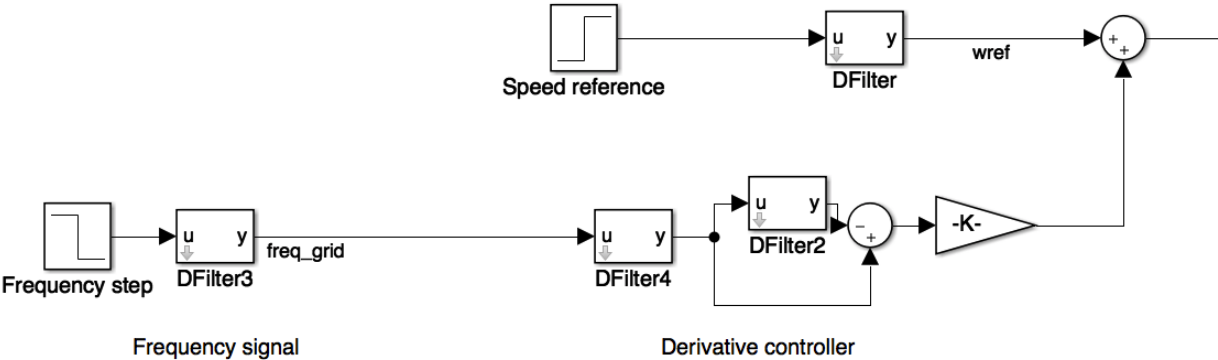 u y
Speed reference
DFilter
wref
+
+
u y
Frequency step
DFilter3
freq_grid
u y
DFilter4
u y
DFilter2
−
+
-K-
Frequency signal
Derivative controller